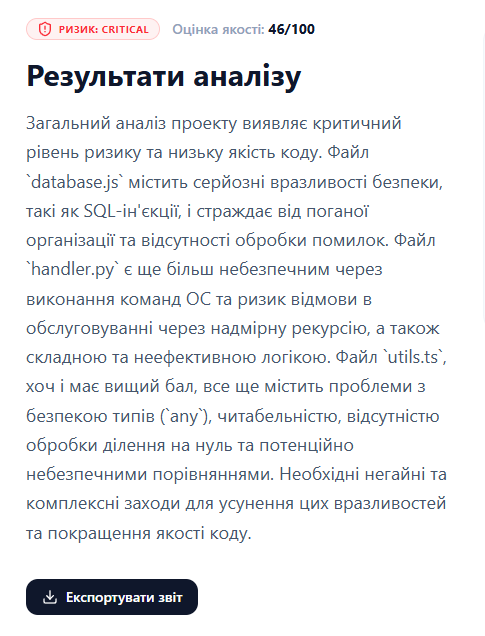 РИЗИК: CRITICAL Оцінка якості: 46/100
Результати аналізу
Загальний аналіз проекту виявляє критичний
рівень ризику та низьку якість коду. Файл
`database.js` містить серйозні вразливості безпеки,
такі як SQL-ін'єкції, і страждає від поганої
організації та відсутності обробки помилок. Файл
`handler.py` є ще більш небезпечним через
виконання команд ОС та ризик відмови в
обслуговуванні через надмірну рекурсію, а також
складною та неефективною логікою. Файл `utils.ts`,
хоч і має вищий бал, все ще містить проблеми з
безпекою типів (`any`), читабельністю, відсутністю
обробки ділення на нуль та потенційно
небезпечними порівняннями. Необхідні негайні та
комплексні заходи для усунення цих вразливостей
та покращення якості коду.
Експортувати звіт